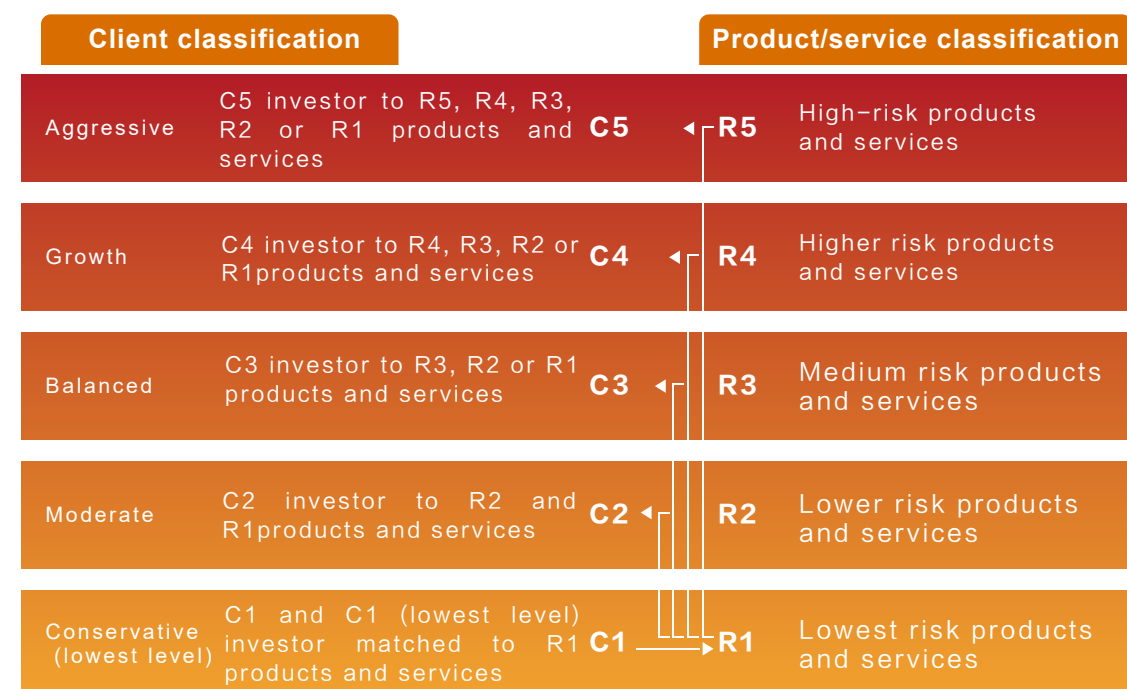 Client classification
Product/service classification
Aggressive
C5 investor to R5, R4, R3,
R2 or R1 products and
services
C5
R5
High-risk products
and services
Growth
C4 investor to R4, R3, R2 or
R1products and services
C4
R4
Higher risk products
and services
Balanced
C3 investor to R3, R2 or R1
products and services
C3
R3
Medium risk products
and services
Moderate
C2 investor to R2 and
R1products and services
C2
R2
Lower risk products
and services
Conservative
(lowest level)
C1 and C1 (lowest level)
investor matched to R1
products and services
C1
R1
Lowest risk products
and services